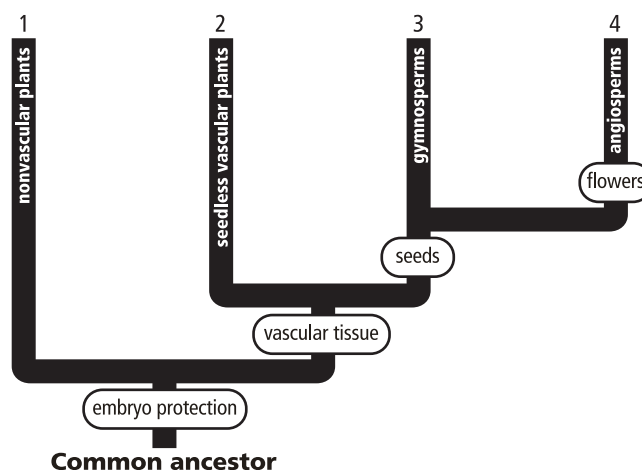 1 2 3 4
nonvascular plants
seedless vascular plants
gymnosperms
angiosperms
flowers
seeds
vascular tissue
embryo protection
Common ancestor